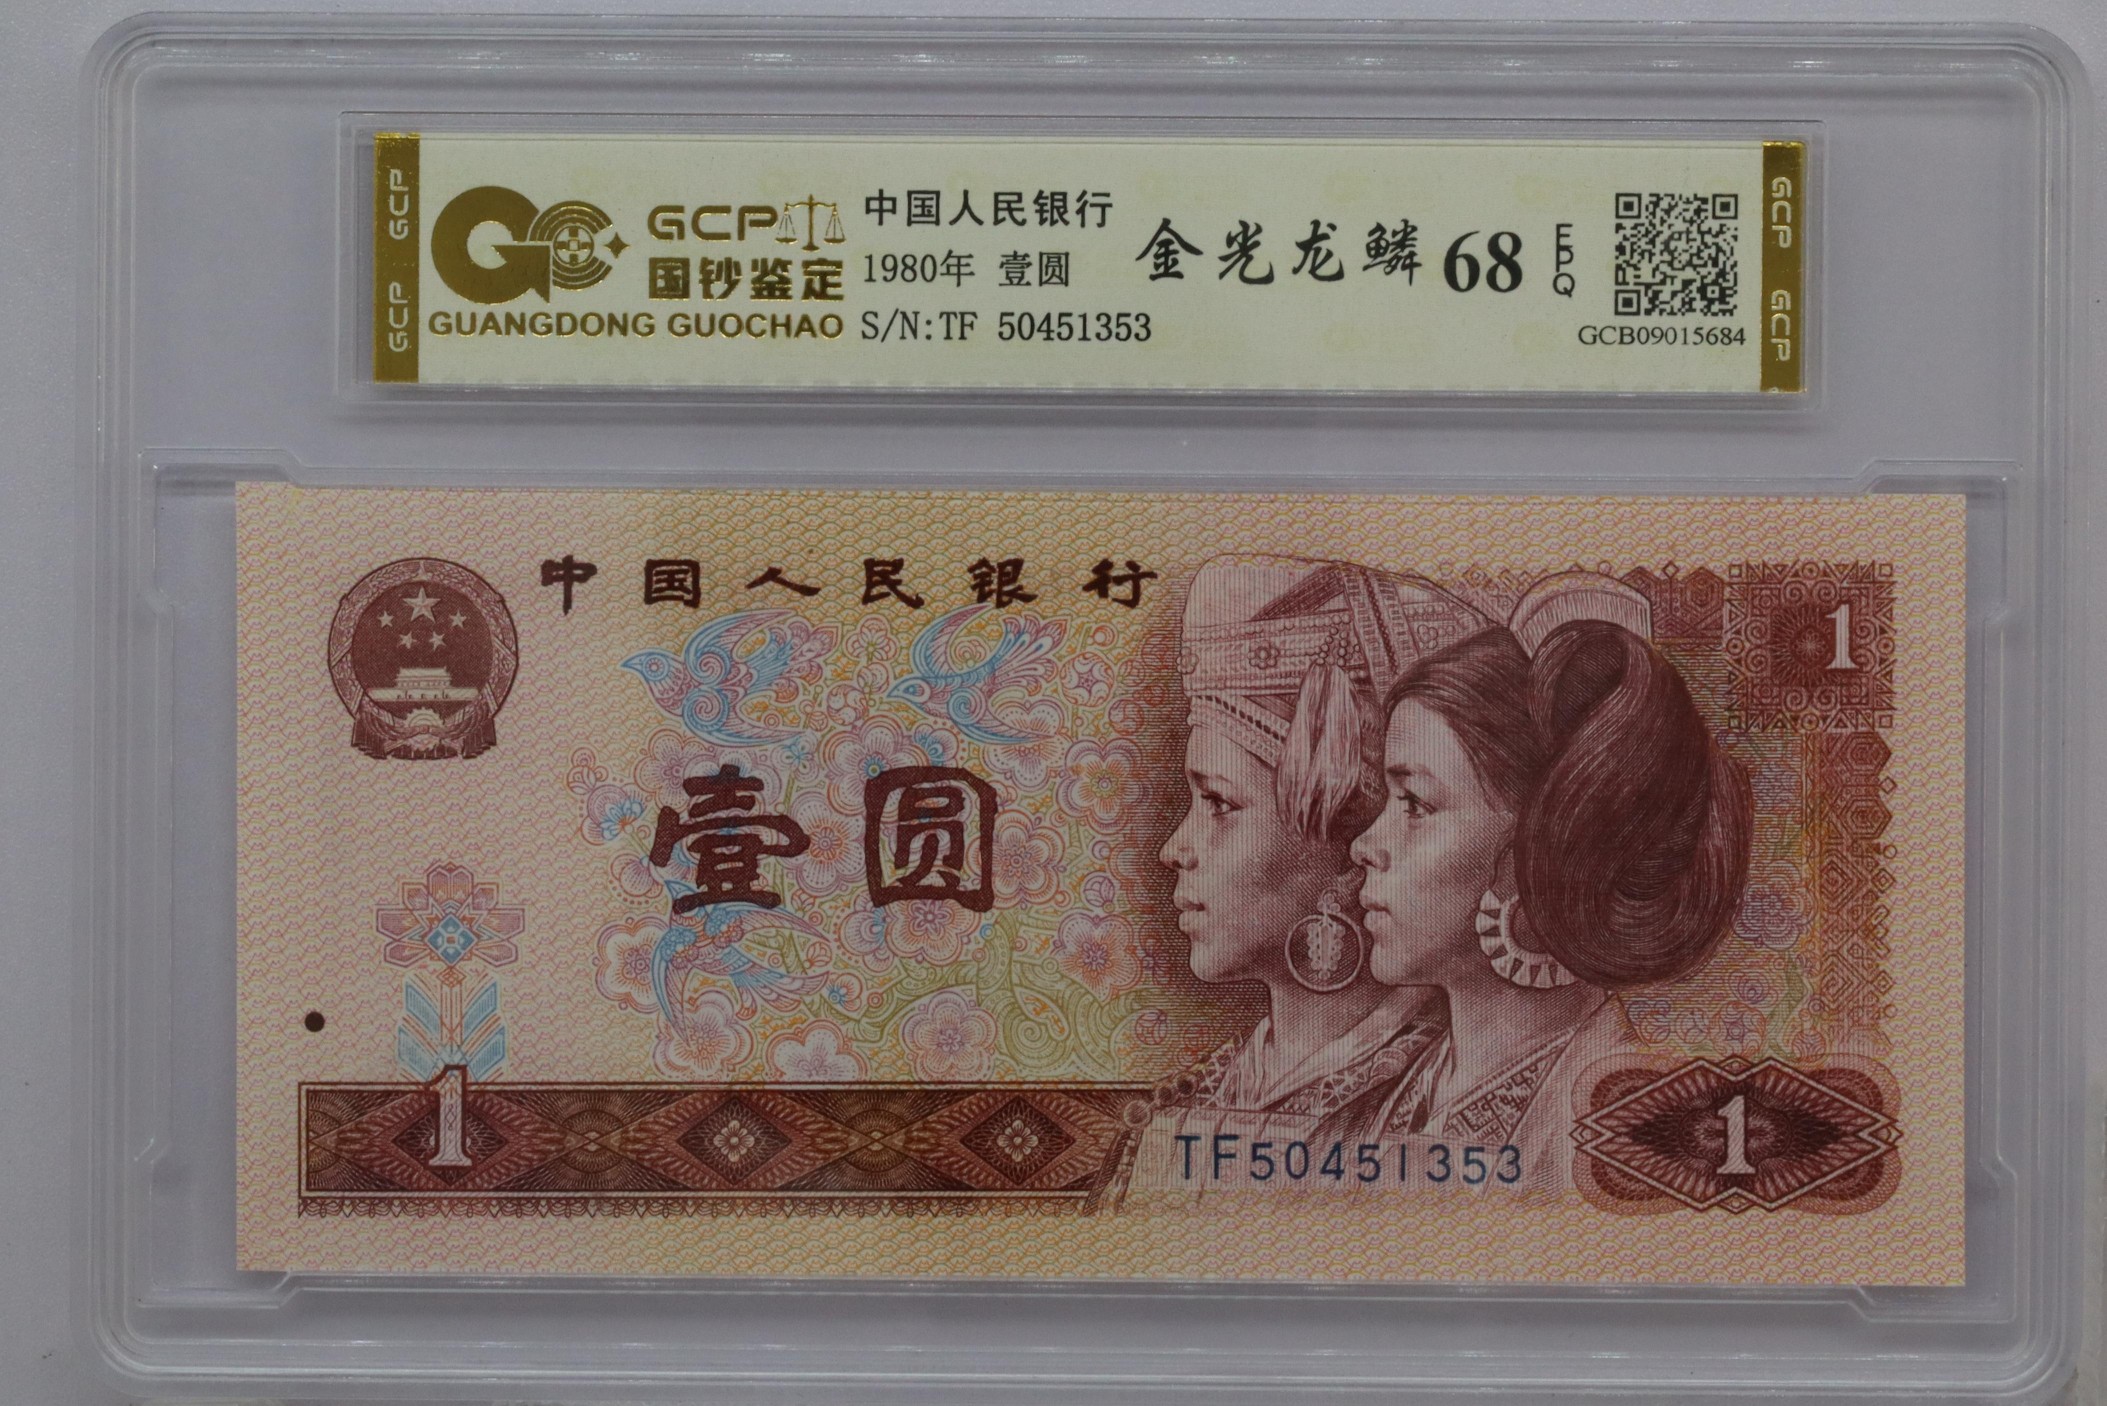 GCP GCP
GCP
国钞鉴定
GUANGDONG GUOCHAO
中国人民银行
1980年 壹圆
S/N:TF 50451353
金光龙鳞 68 EPQ
GCB09015684
GCP GCP
中国人民银行
1
壹圆
1
TF50451353
1